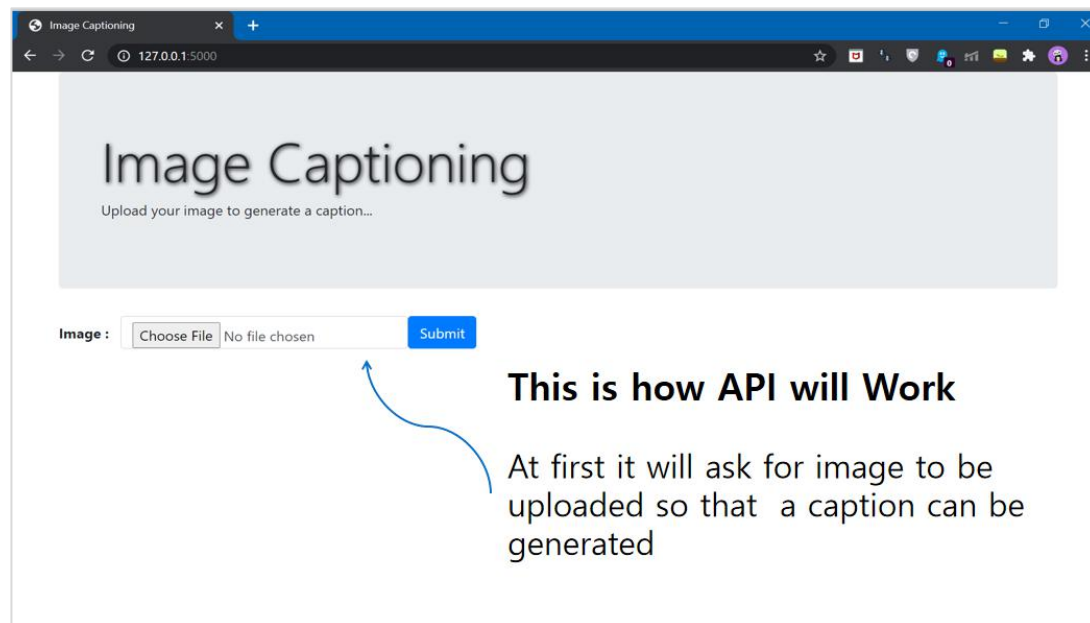 Image Captioning
127.0.0.1:5000
0
Image Captioning
Upload your image to generate a caption...
Image :
Choose File No file chosen
Submit
This is how API will Work
At first it will ask for image to be
uploaded so that a caption can be
generated